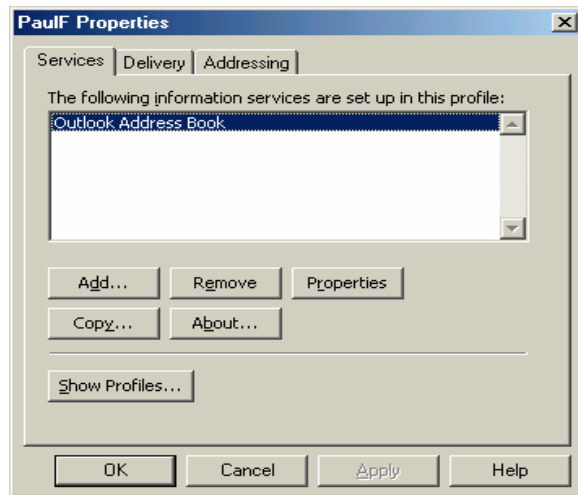 PaulF Properties
Services Delivery Addressing
The following information services are set up in this profile:
Outlook Address Book
Add... Remove Properties
Copy... About...
Show Profiles...
OK Cancel Apply Help